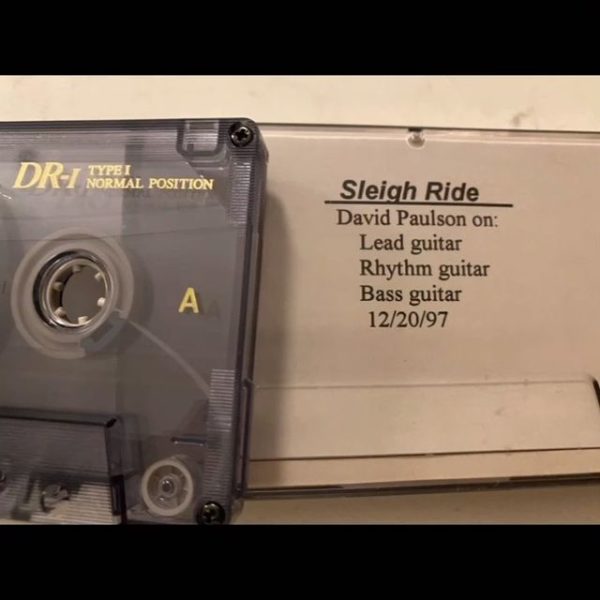 DR-I TYPE I
NORMAL POSITION
A
Sleigh Ride
David Paulson on:
Lead guitar
Rhythm guitar
Bass guitar
12/20/97